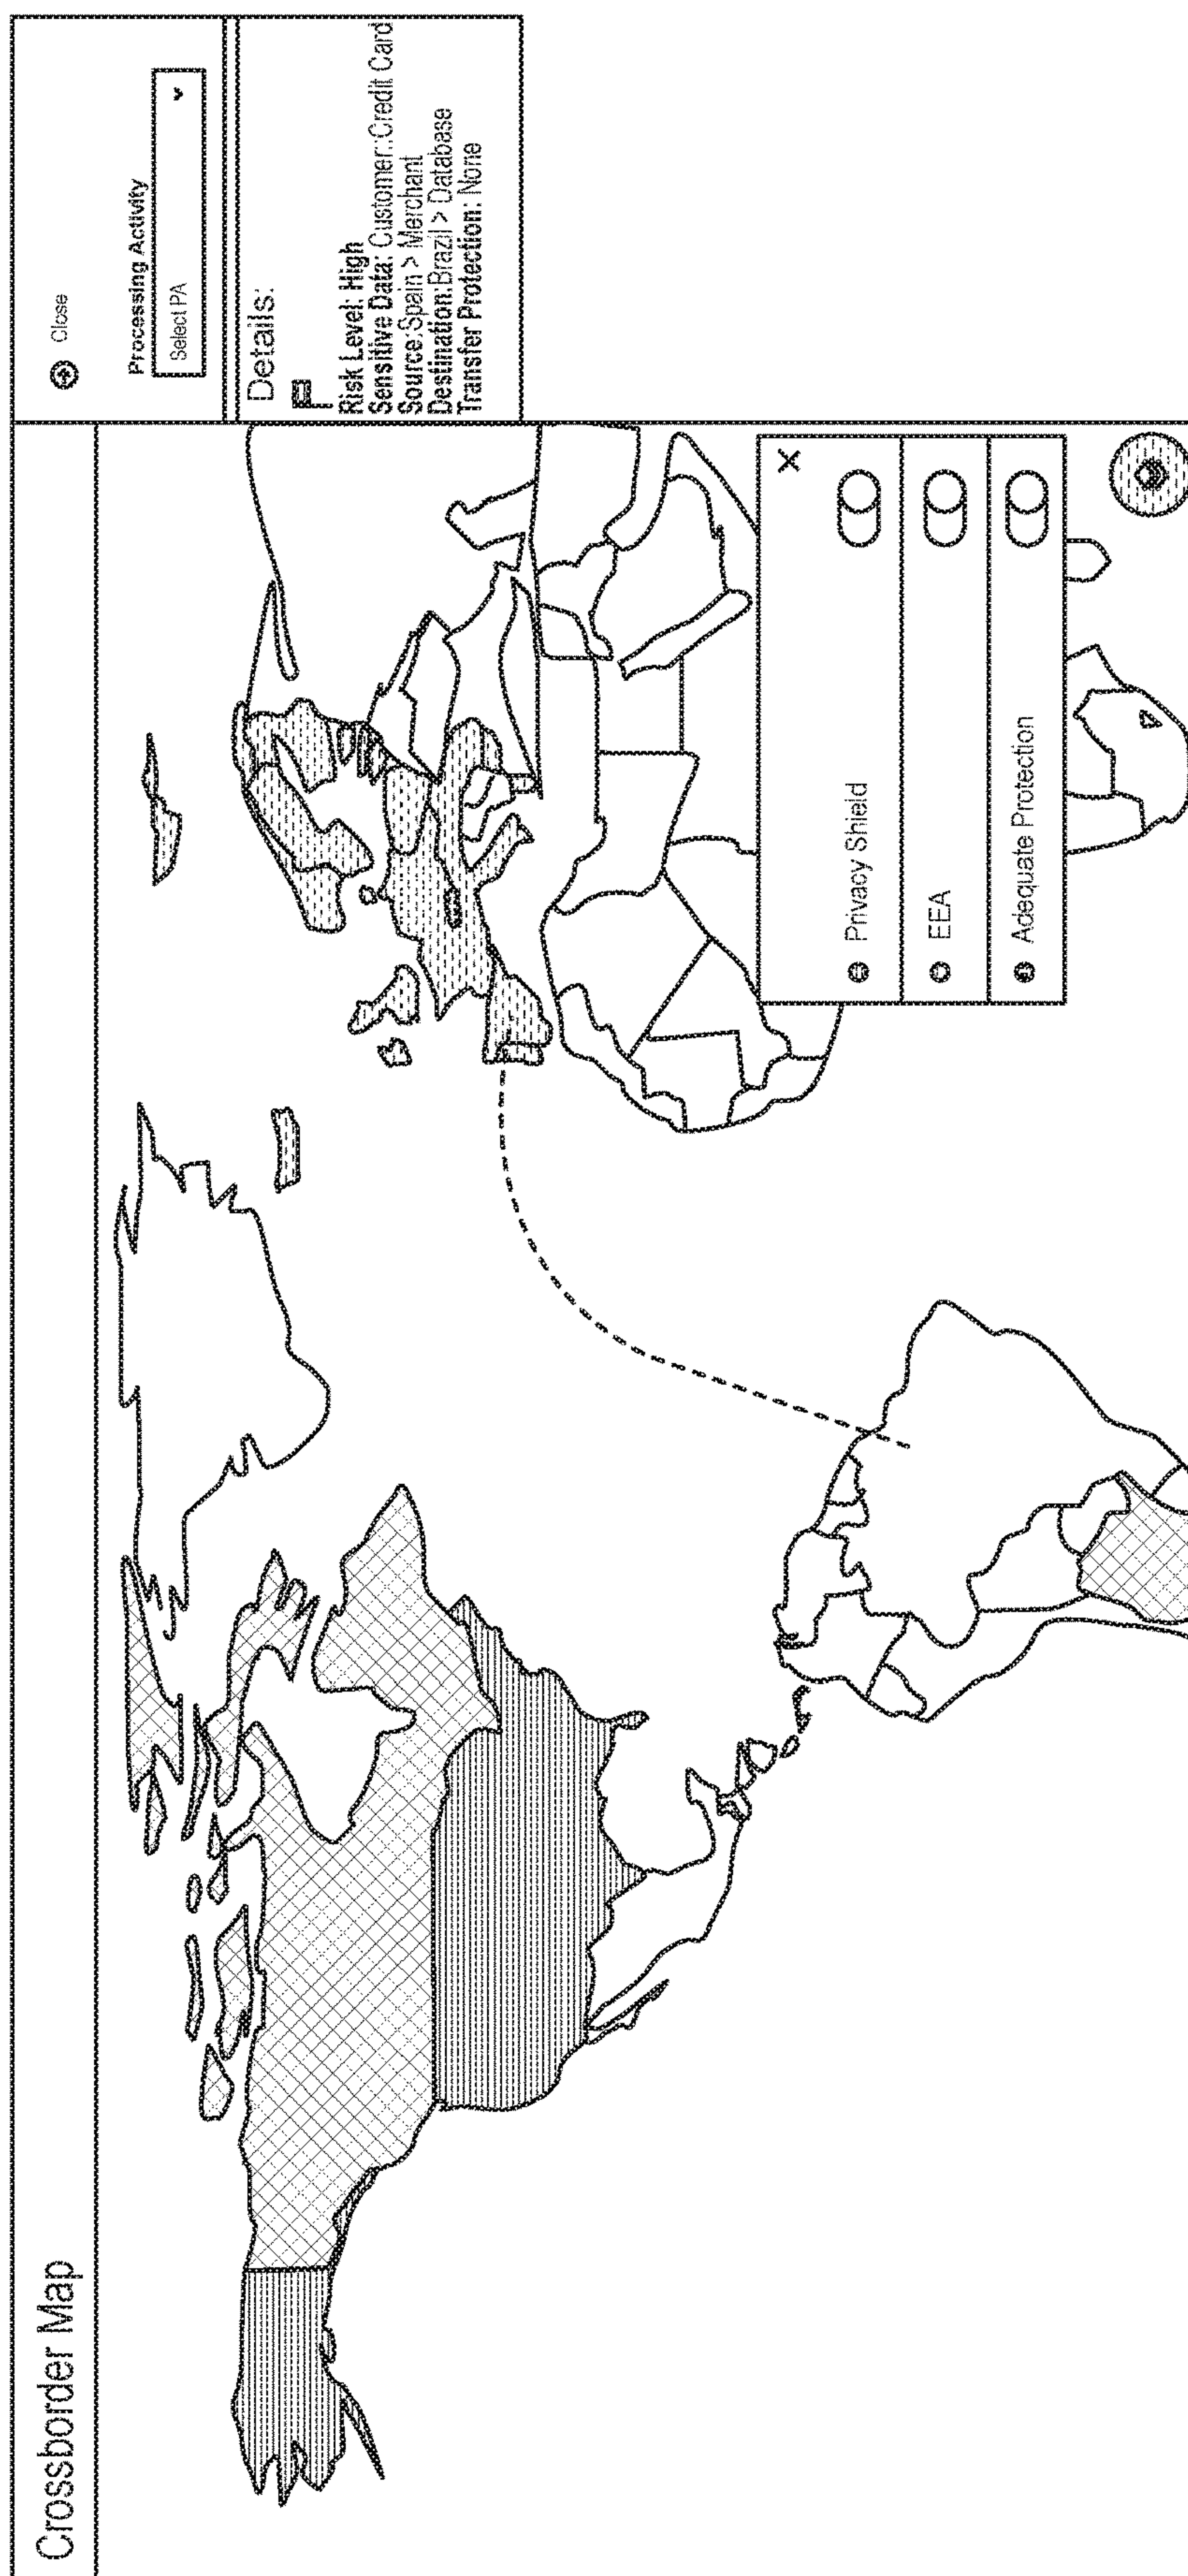 Crossborder Map
Close
Processing Activity
Select PA
Details:
Risk Level: High
Sensitive Data: Customer::Credit Card
Source:Spain > Merchant
Destination:Brazil > Database
Transfer Protection: None
Privacy Shield
EEA
Adequate Protection